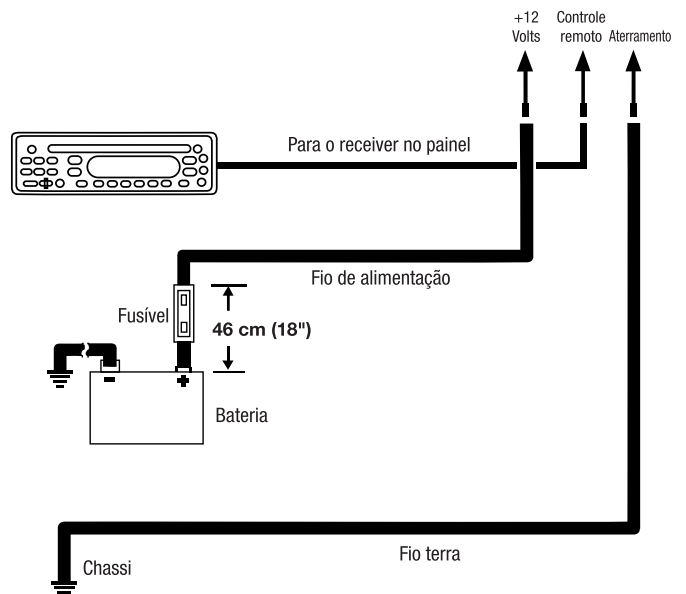 +12
Volts
Controle
remoto
Aterramento
Para o receiver no painel
Fio de alimentação
Fusível
46 cm (18")
Bateria
Fio terra
Chassi